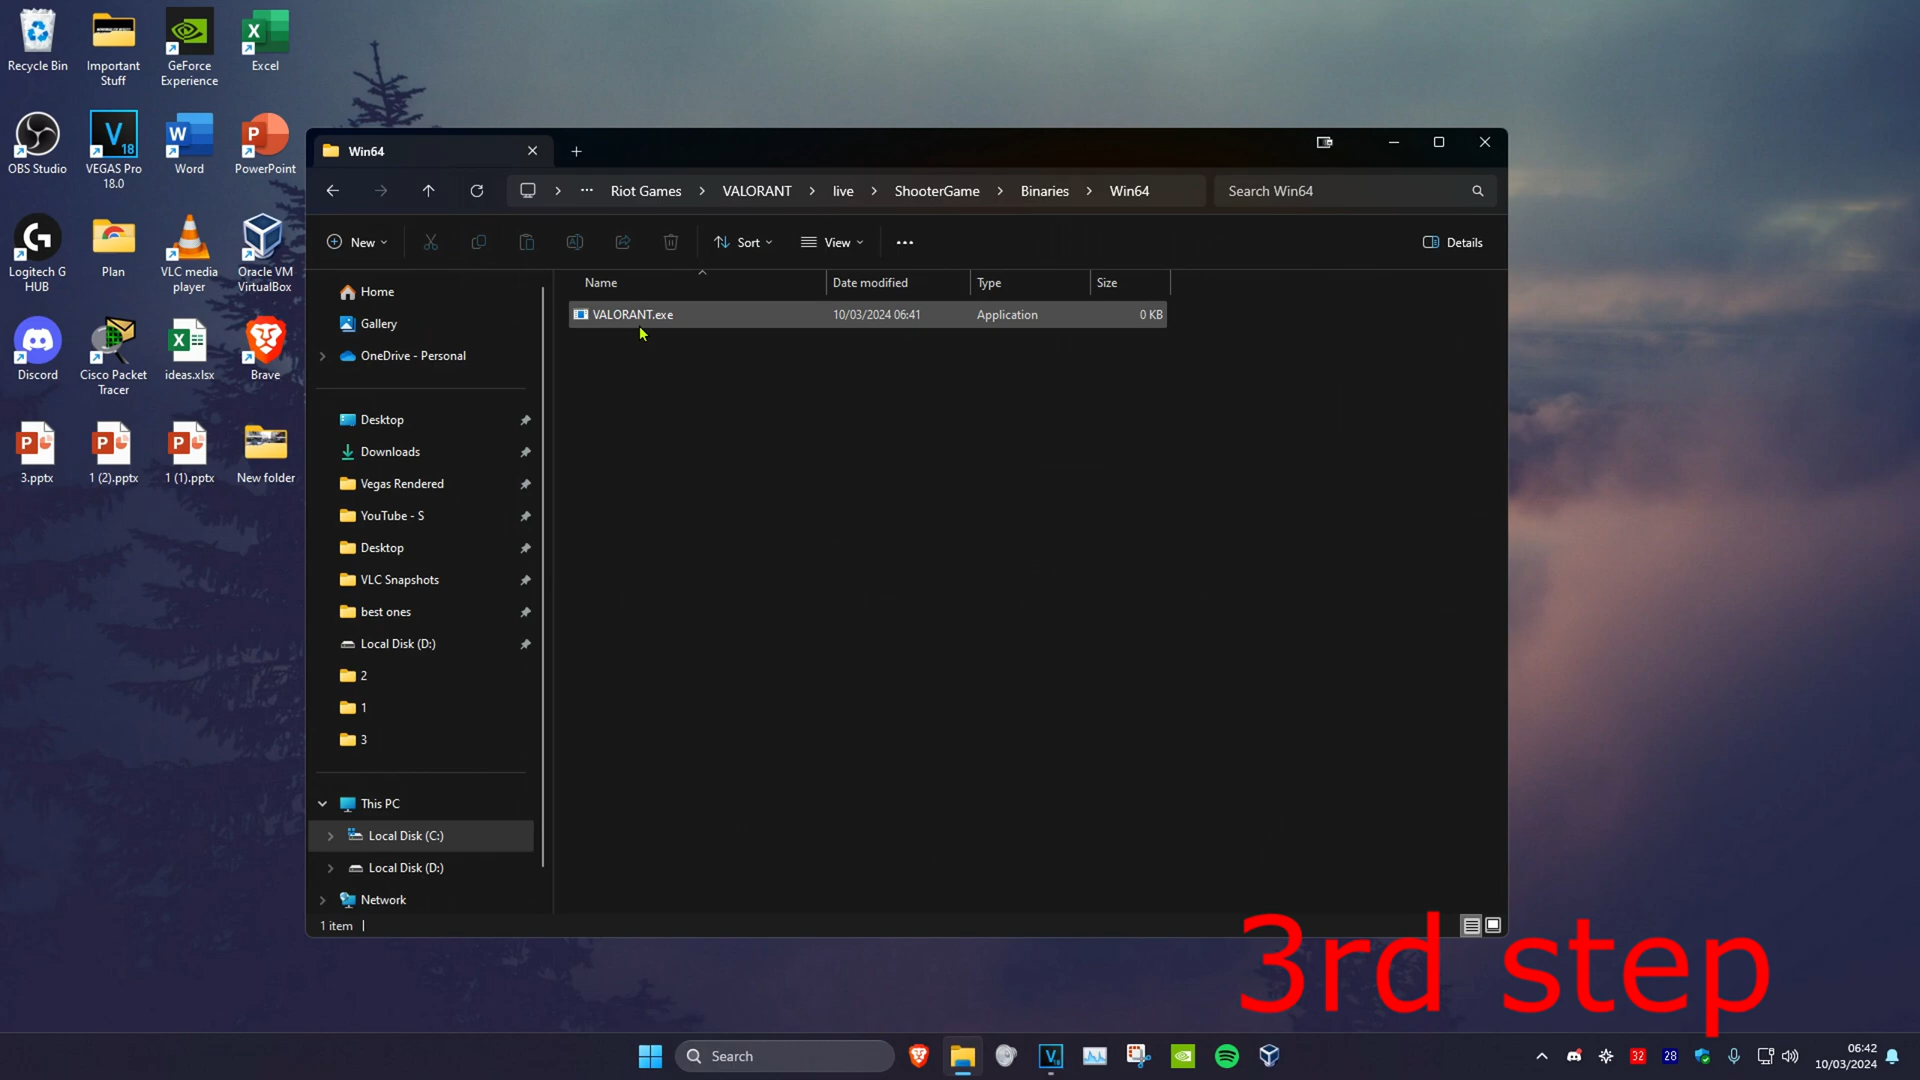 Recycle Bin
Important
Stuff
GeForce
Experience
Excel
OBS Studio
VEGAS Pro
18.0
Word
PowerPoint
Logitech G
HUB
Plan
VLC media
player
Oracle VM
VirtualBox
Discord
Cisco Packet
Tracer
ideas.xlsx
Brave
3.pptx
1 (2).pptx
1 (1).pptx
New folder
Win64
Riot Games
VALORANT
live
ShooterGame
Binaries
Win64
Search Win64
New
Sort
View
Details
Name
Date modified
Type
Size
VALORANT.exe
10/03/2024 06:41
Application
0 KB
Home
Gallery
OneDrive - Personal
Desktop
Downloads
Vegas Rendered
YouTube - S
Desktop
VLC Snapshots
best ones
Local Disk (D:)
2
1
3
This PC
Local Disk (C:)
Local Disk (D:)
Network
1 item
3rd step
Search
32
28
06:42
10/03/2024